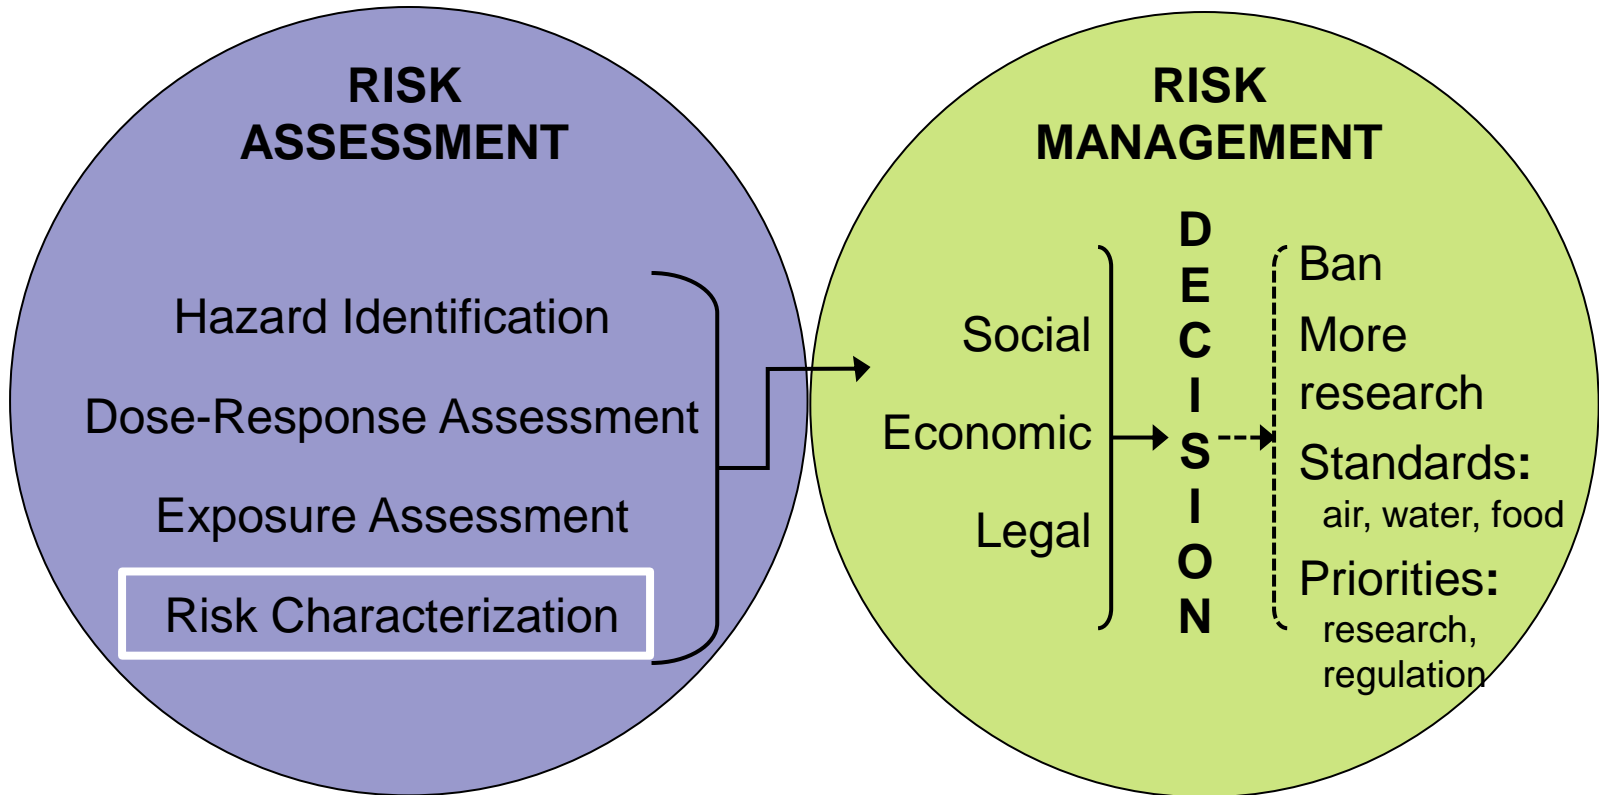 RISK
ASSESSMENT
Hazard Identification
Dose-Response Assessment
Exposure Assessment
Risk Characterization
RISK
MANAGEMENT
Social
Economic
Legal
DECISION
Ban
More
research
Standards:
air, water, food
Priorities:
research,
regulation